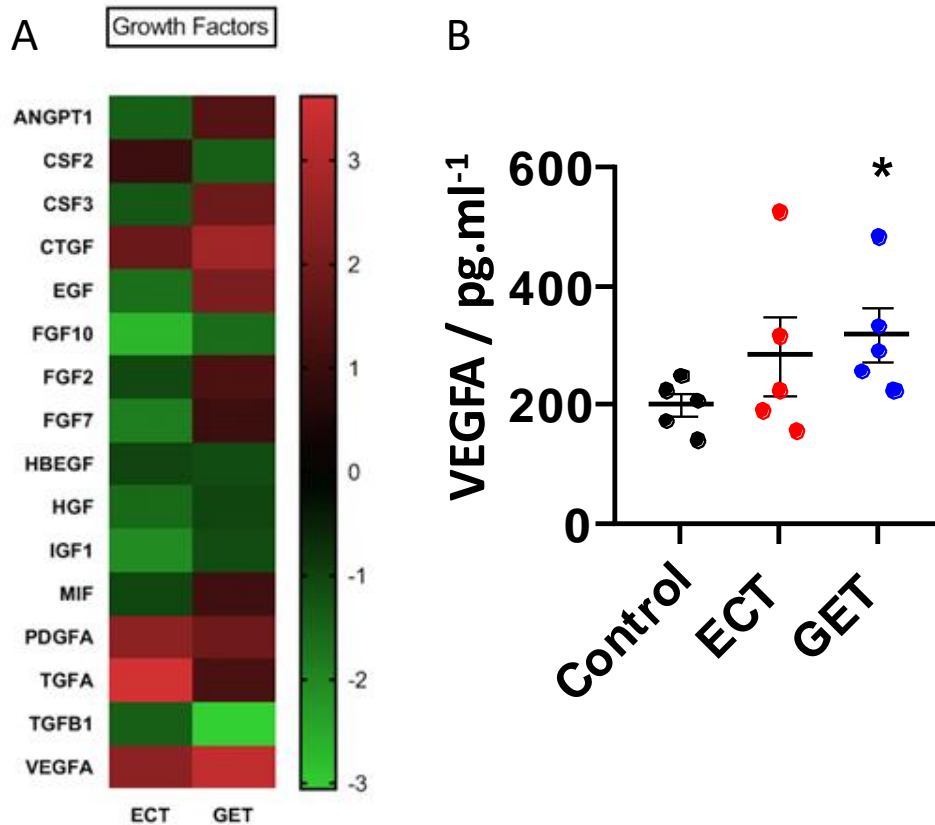 A
Growth Factors
ANGPT1
CSF2
CSF3
CTGF
EGF
FGF10
FGF2
FGF7
HBEGF
HGF
IGF1
MIF
PDGFA
TGFA
TGFB1
VEGFA
ECT GET
3
2
1
0
-1
-2
-3
B
VEGFA / pg.ml⁻¹
600
400
200
0
*
Control
ECT
GET